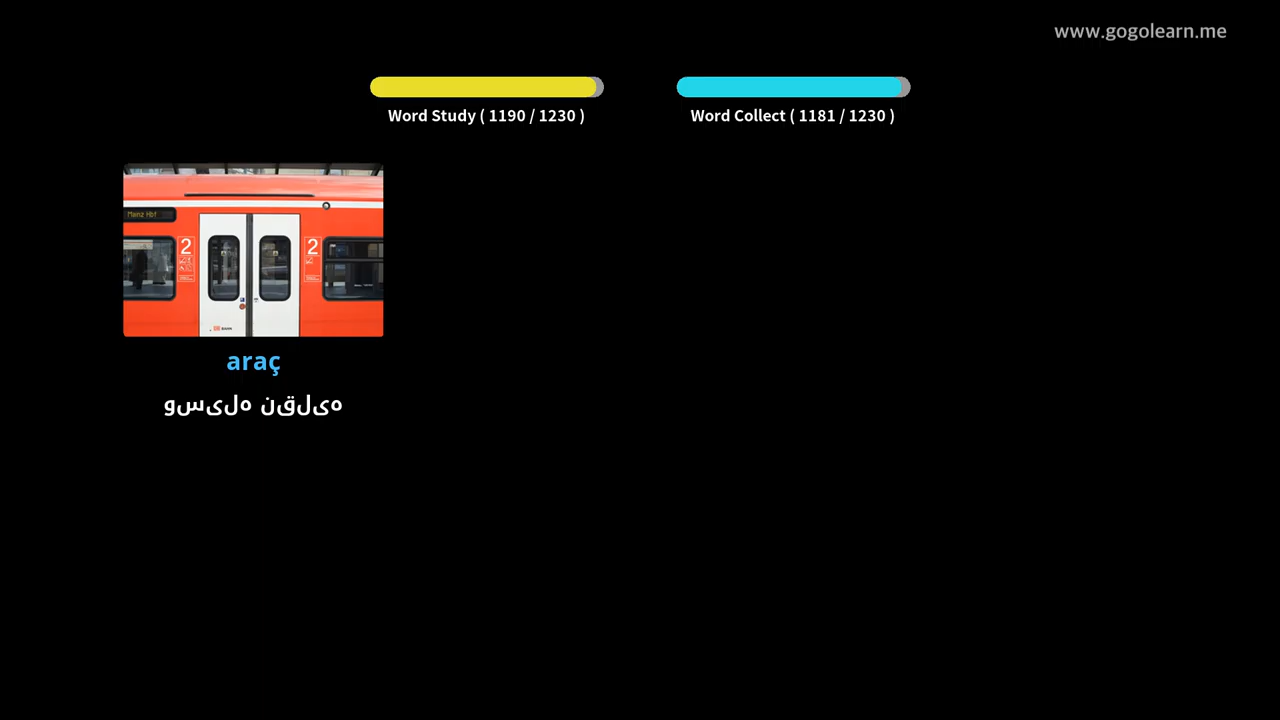 www.gogolearn.me
Word Study ( 1190 / 1230 )
Word Collect ( 1181 / 1230 )
Mainz Hbf
2
2
araç
وسیله نقلیه